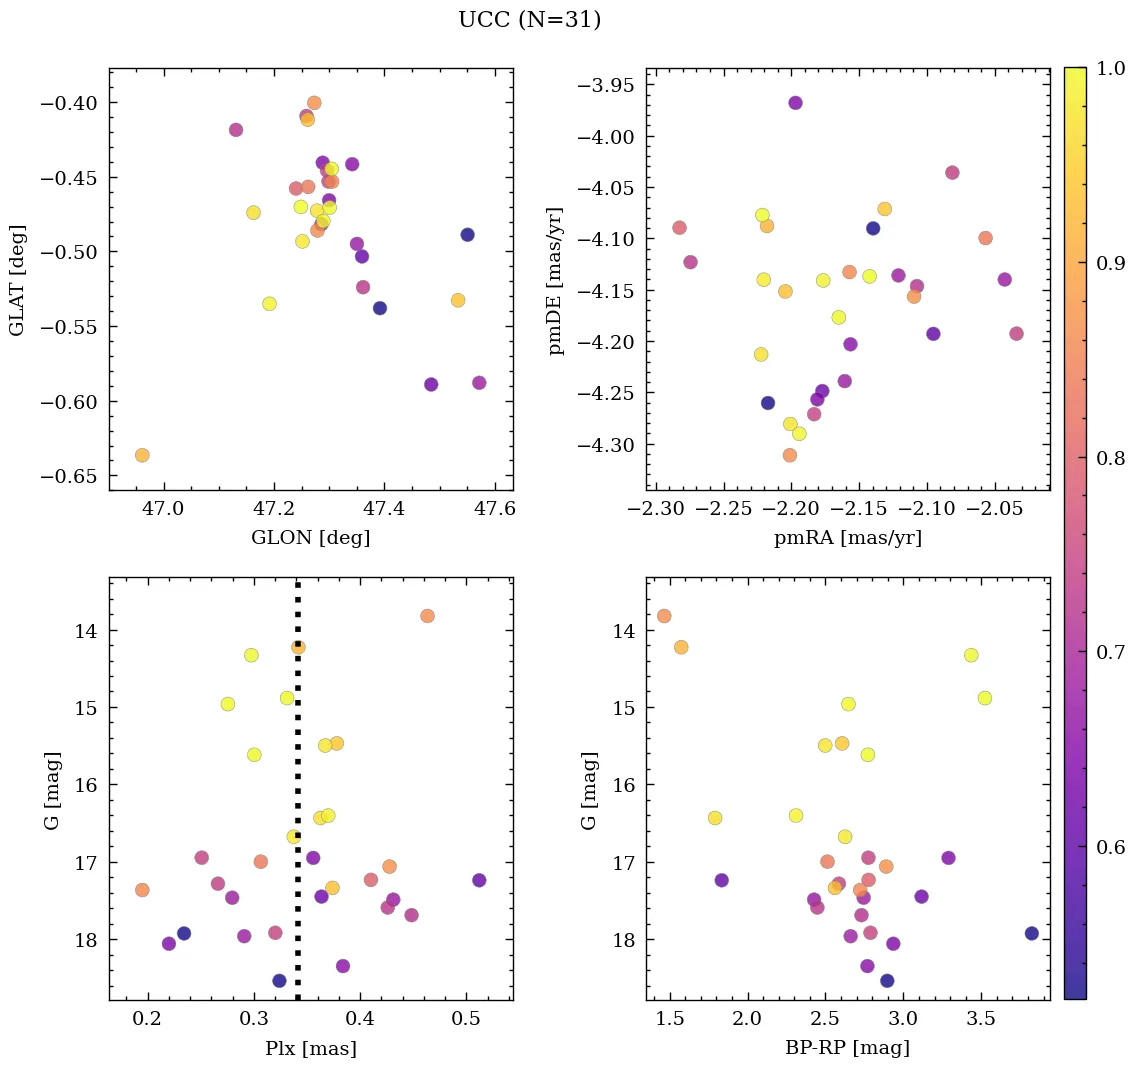 UCC (N=31)
−0.40
−0.45
−0.50
−0.55
−0.60
−0.65
GLAT [deg]
47.0 47.2 47.4 47.6
GLON [deg]
−3.95
−4.00
−4.05
−4.10
−4.15
−4.20
−4.25
−4.30
pmDE [mas/yr]
−2.30 −2.25 −2.20 −2.15 −2.10 −2.05
pmRA [mas/yr]
1.0
0.9
0.8
0.7
0.6
14
15
16
17
18
G [mag]
0.2 0.3 0.4 0.5
Plx [mas]
14
15
16
17
18
G [mag]
1.5 2.0 2.5 3.0 3.5
BP-RP [mag]